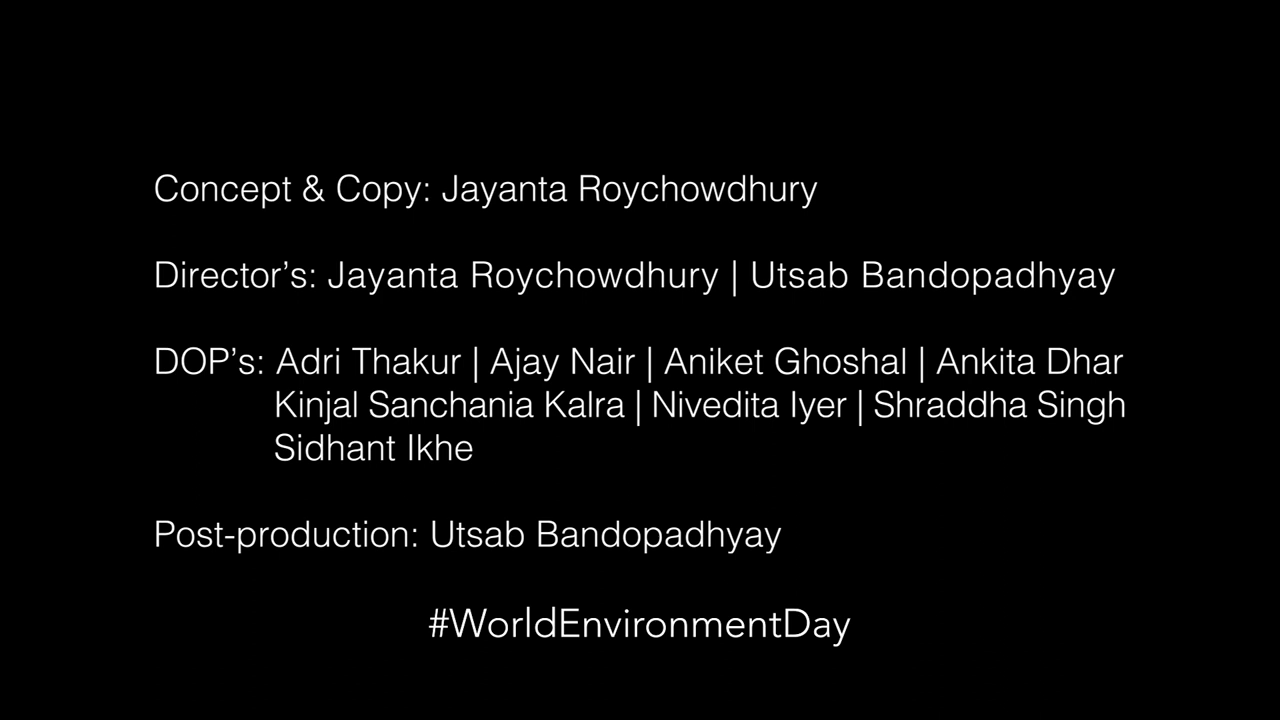 Concept & Copy: Jayanta Roychowdhury
Director’s: Jayanta Roychowdhury | Utsab Bandopadhyay
DOP’s: Adri Thakur | Ajay Nair | Aniket Ghoshal | Ankita Dhar
Kinjal Sanchania Kalra | Nivedita Iyer | Shraddha Singh
Sidhant Ikhe
Post-production: Utsab Bandopadhyay
#WorldEnvironmentDay